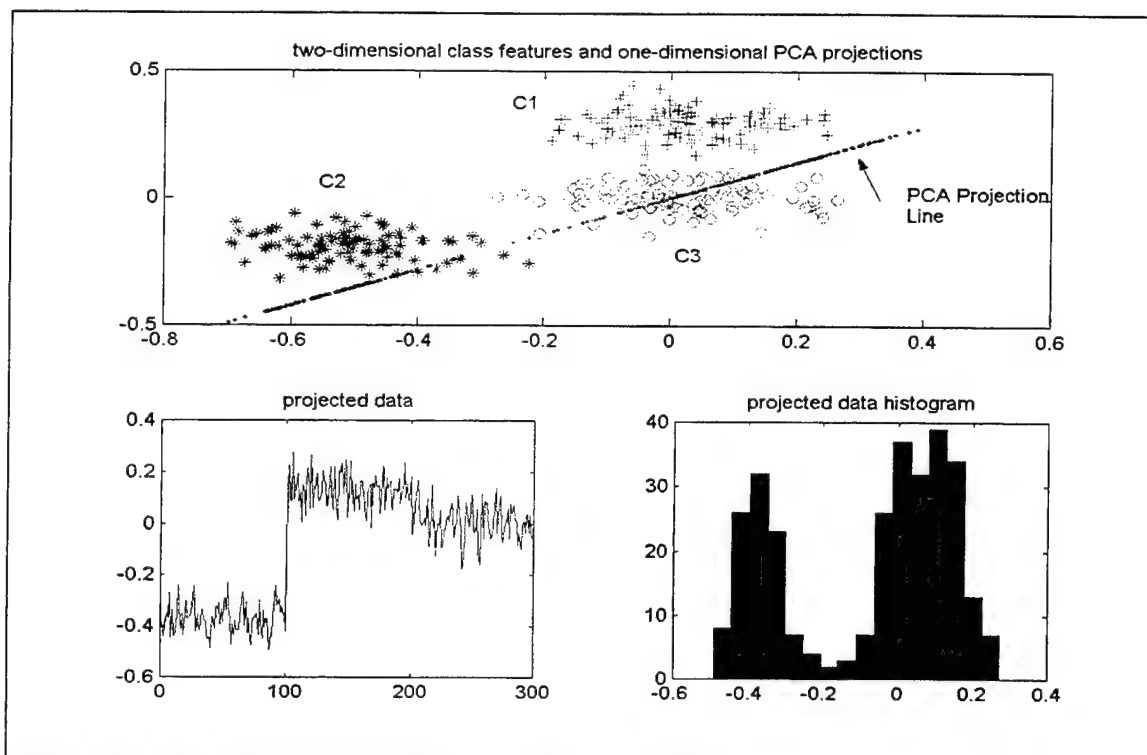 two-dimensional class features and one-dimensional PCA projections
0.5
C1
C2
0
PCA Projection
Line
C3
-0.5
-0.8 -0.6 -0.4 -0.2 0 0.2 0.4 0.6
projected data
0.4
0.2
0
-0.2
-0.4
-0.6
0 100 200 300
projected data histogram
40
30
20
10
0
-0.6 -0.4 -0.2 0 0.2 0.4